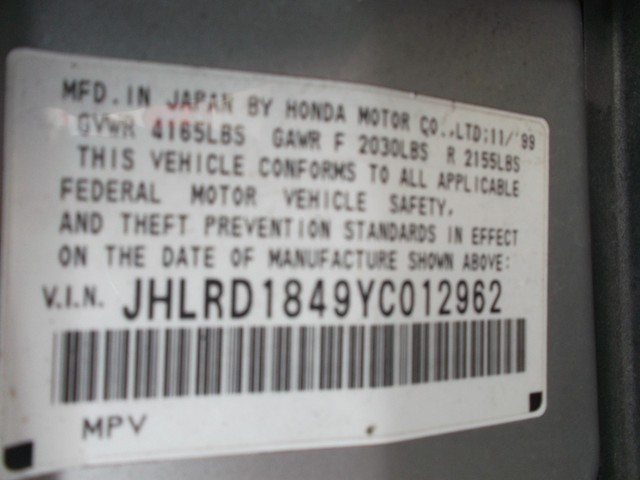 MFD. IN JAPAN BY HONDA MOTOR CO., LTD: 11/'99
GVWR 4165LBS GAWR F 2030LBS R 2155LBS
THIS VEHICLE CONFORMS TO ALL APPLICABLE
FEDERAL MOTOR VEHICLE SAFETY,
AND THEFT PREVENTION STANDARDS IN EFFECT
ON THE DATE OF MANUFACTURE SHOWN ABOVE:
V.I.N. JHLRD1849YC012962
MPV